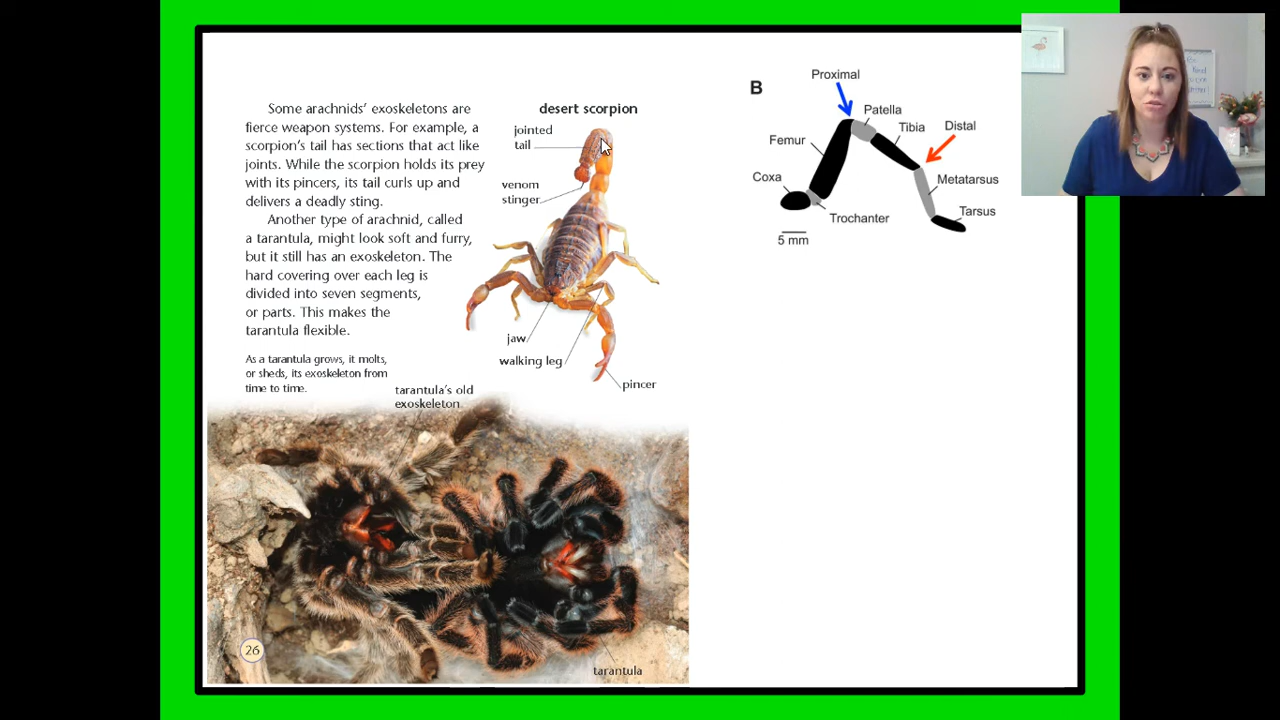 Some arachnids' exoskeletons are
fierce weapon systems. For example, a
scorpion's tail has sections that act like
joints. While the scorpion holds its prey
with its pincers, its tail curls up and
delivers a deadly sting.
Another type of arachnid, called
a tarantula, might look soft and furry,
but it still has an exoskeleton. The
hard covering over each leg is
divided into seven segments,
or parts. This makes the
tarantula flexible.
As a tarantula grows, it molts,
or sheds, its exoskeleton from
time to time.
desert scorpion
jointed
tail
venom
stinger
jaw
walking leg
pincer
tarantula's old
exoskeleton
tarantula
26
B
Proximal
Patella
Tibia
Distal
Femur
Coxa
Metatarsus
Trochanter
Tarsus
5 mm